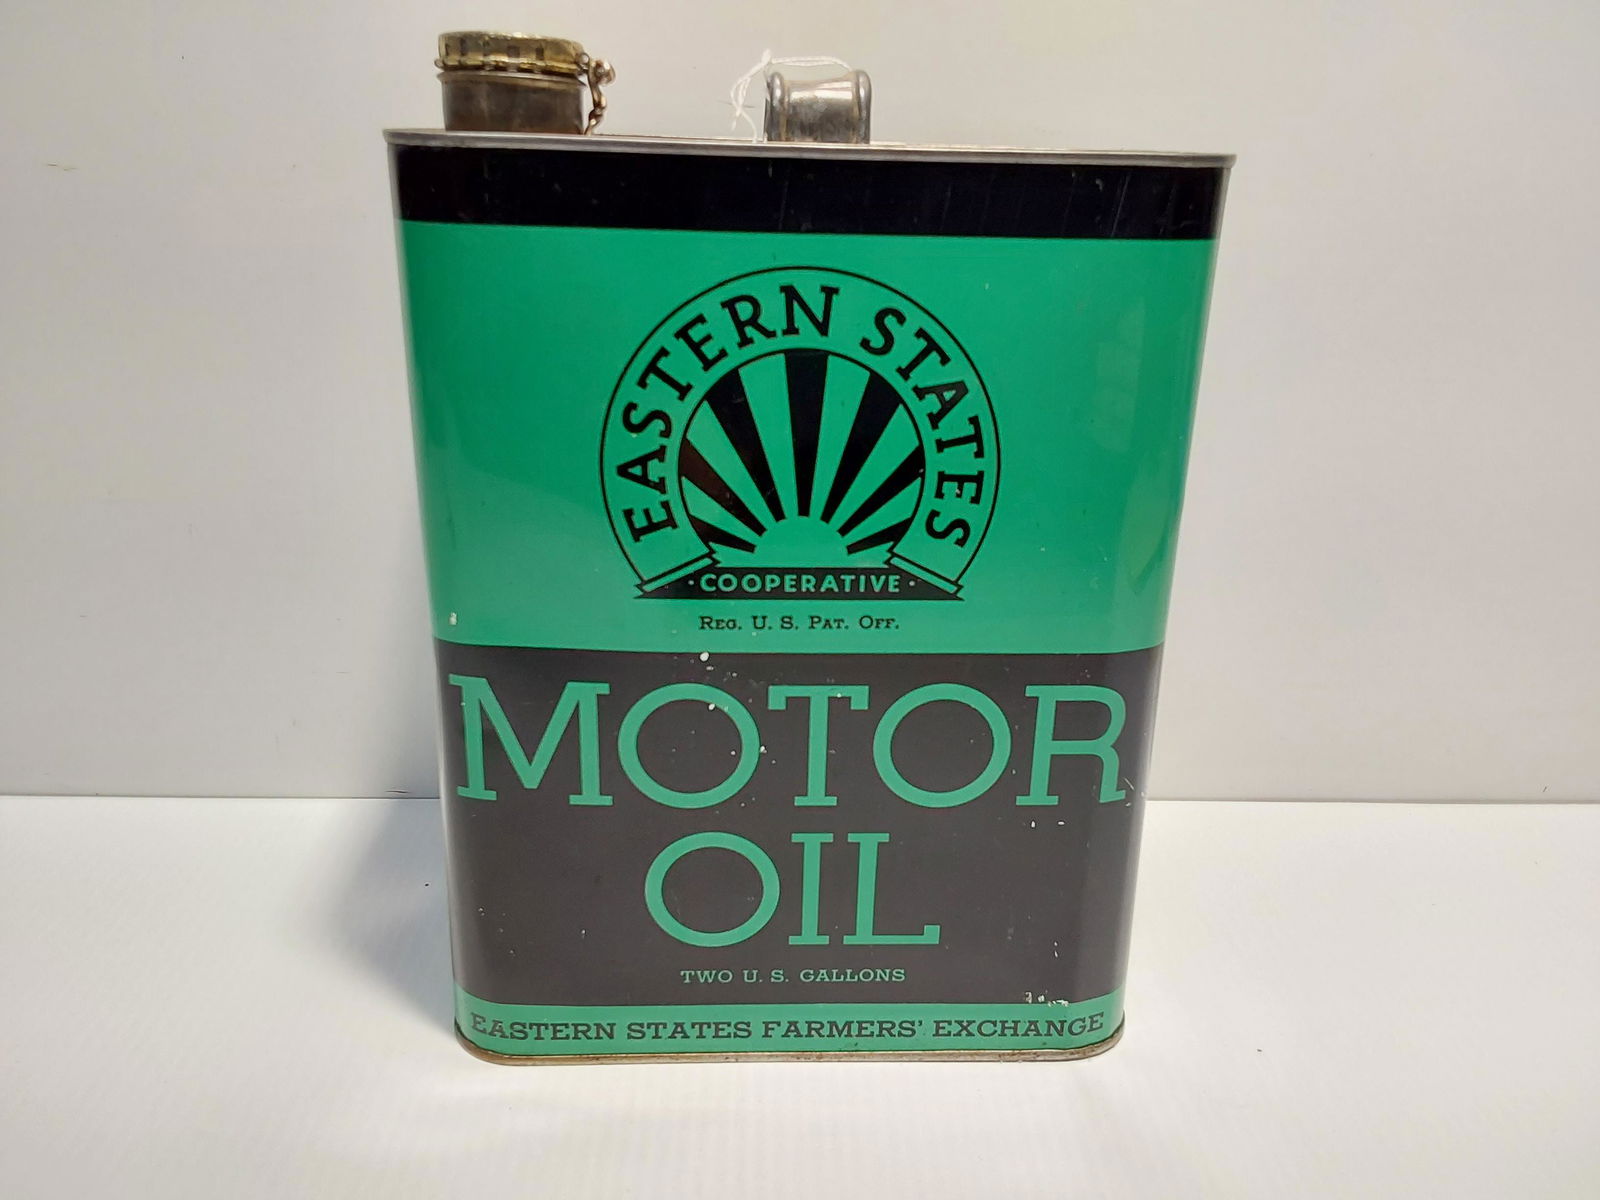 EASTERN STATES
·COOPERATIVE·
REG. U. S. PAT. OFF.
MOTOR
OIL
TWO U. S. GALLONS
EASTERN STATES FARMERS' EXCHANGE